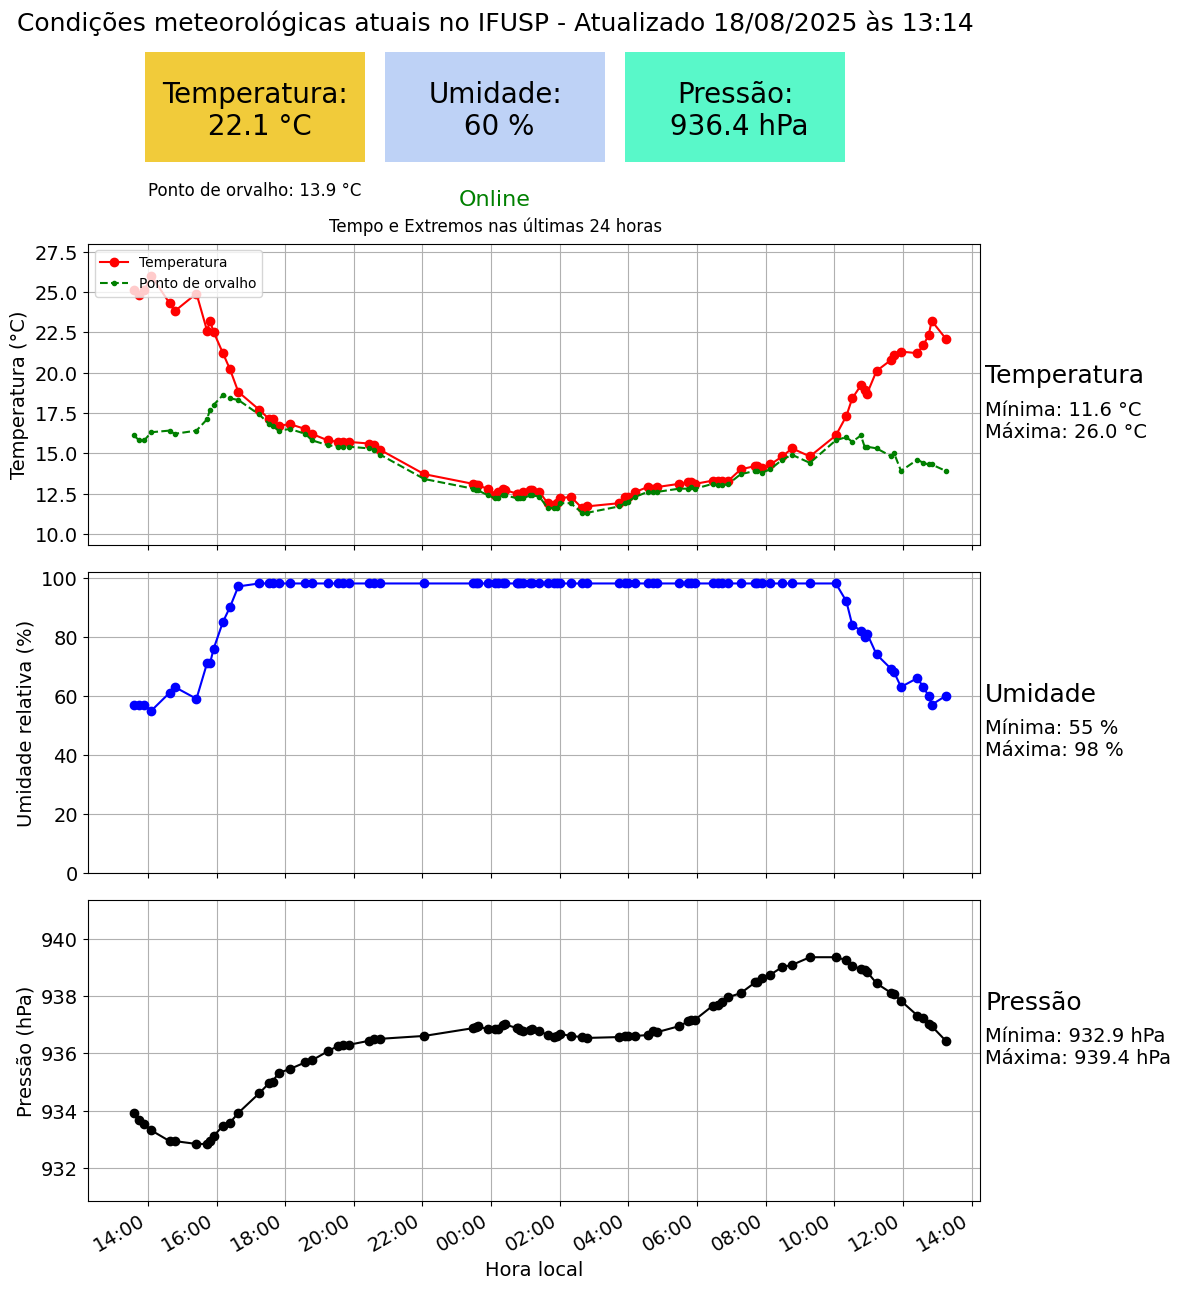 Condições meteorológicas atuais no IFUSP - Atualizado 18/08/2025 às 13:14
Temperatura:
22.1 °C
Umidade:
60 %
Pressão:
936.4 hPa
Ponto de orvalho: 13.9 °C
Online
Tempo e Extremos nas últimas 24 horas
Temperatura
Ponto de orvalho
Temperatura (°C)
27.5
25.0
22.5
20.0
17.5
15.0
12.5
10.0
Temperatura
Mínima: 11.6 °C
Máxima: 26.0 °C
Umidade relativa (%)
100
80
60
40
20
0
Umidade
Mínima: 55 %
Máxima: 98 %
Pressão (hPa)
940
938
936
934
932
Pressão
Mínima: 932.9 hPa
Máxima: 939.4 hPa
14:00 16:00 18:00 20:00 22:00 00:00 02:00 04:00 06:00 08:00 10:00 12:00 14:00
Hora local